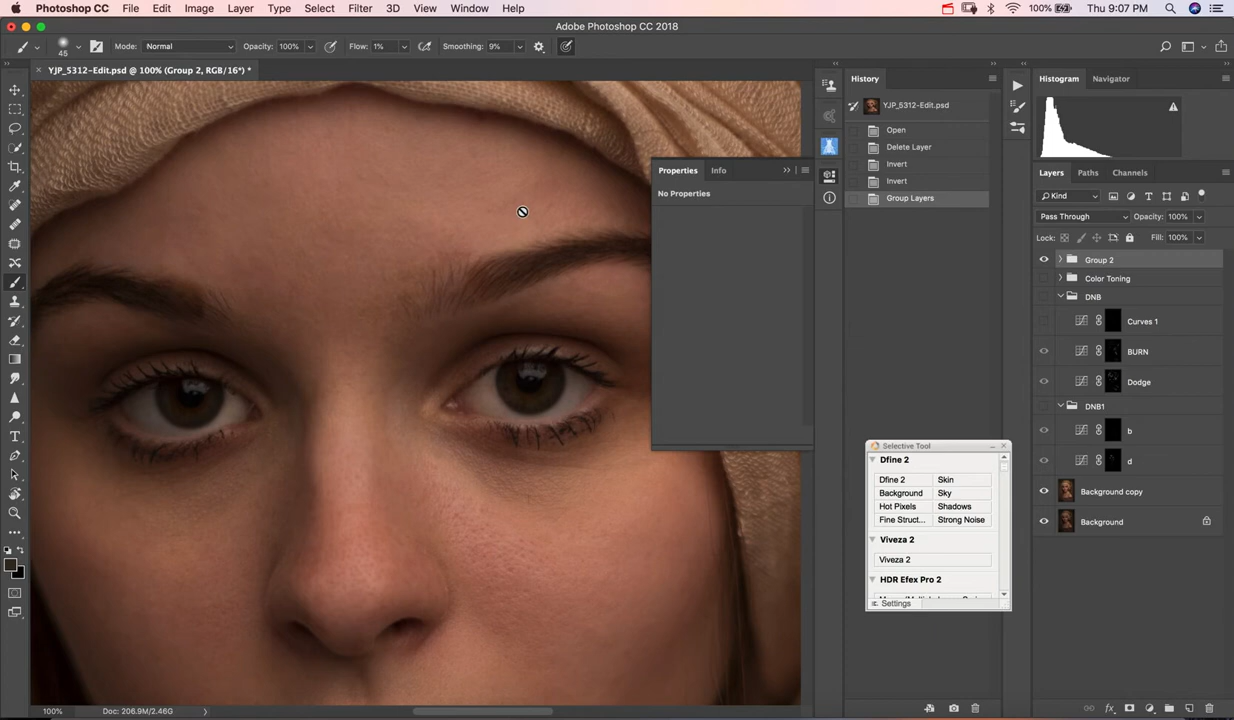 Photoshop CC File Edit Image Layer Type Select Filter 3D View Window Help 100% Thu 9:07 PM
Adobe Photoshop CC 2018
45 Mode: Normal Opacity: 100% Flow: 1% Smoothing: 9%
× YJP_5312-Edit.psd @ 100% (Group 2, RGB/16*) *
History
YJP_5312-Edit.psd
Open
Delete Layer
Invert
Invert
Group Layers
Properties Info
No Properties
Histogram Navigator
Layers Paths Channels
Kind
Pass Through Opacity: 100%
Lock: Fill: 100%
Group 2
Color Toning
DNB
Curves 1
BURN
Dodge
DNB1
b
d
Background copy
Background
Selective Tool
Dfine 2
Dfine 2 Skin
Background Sky
Hot Pixels Shadows
Fine Struct... Strong Noise
Viveza 2
Viveza 2
HDR Efex Pro 2
Settings
100% Doc: 206.9M/2.46G